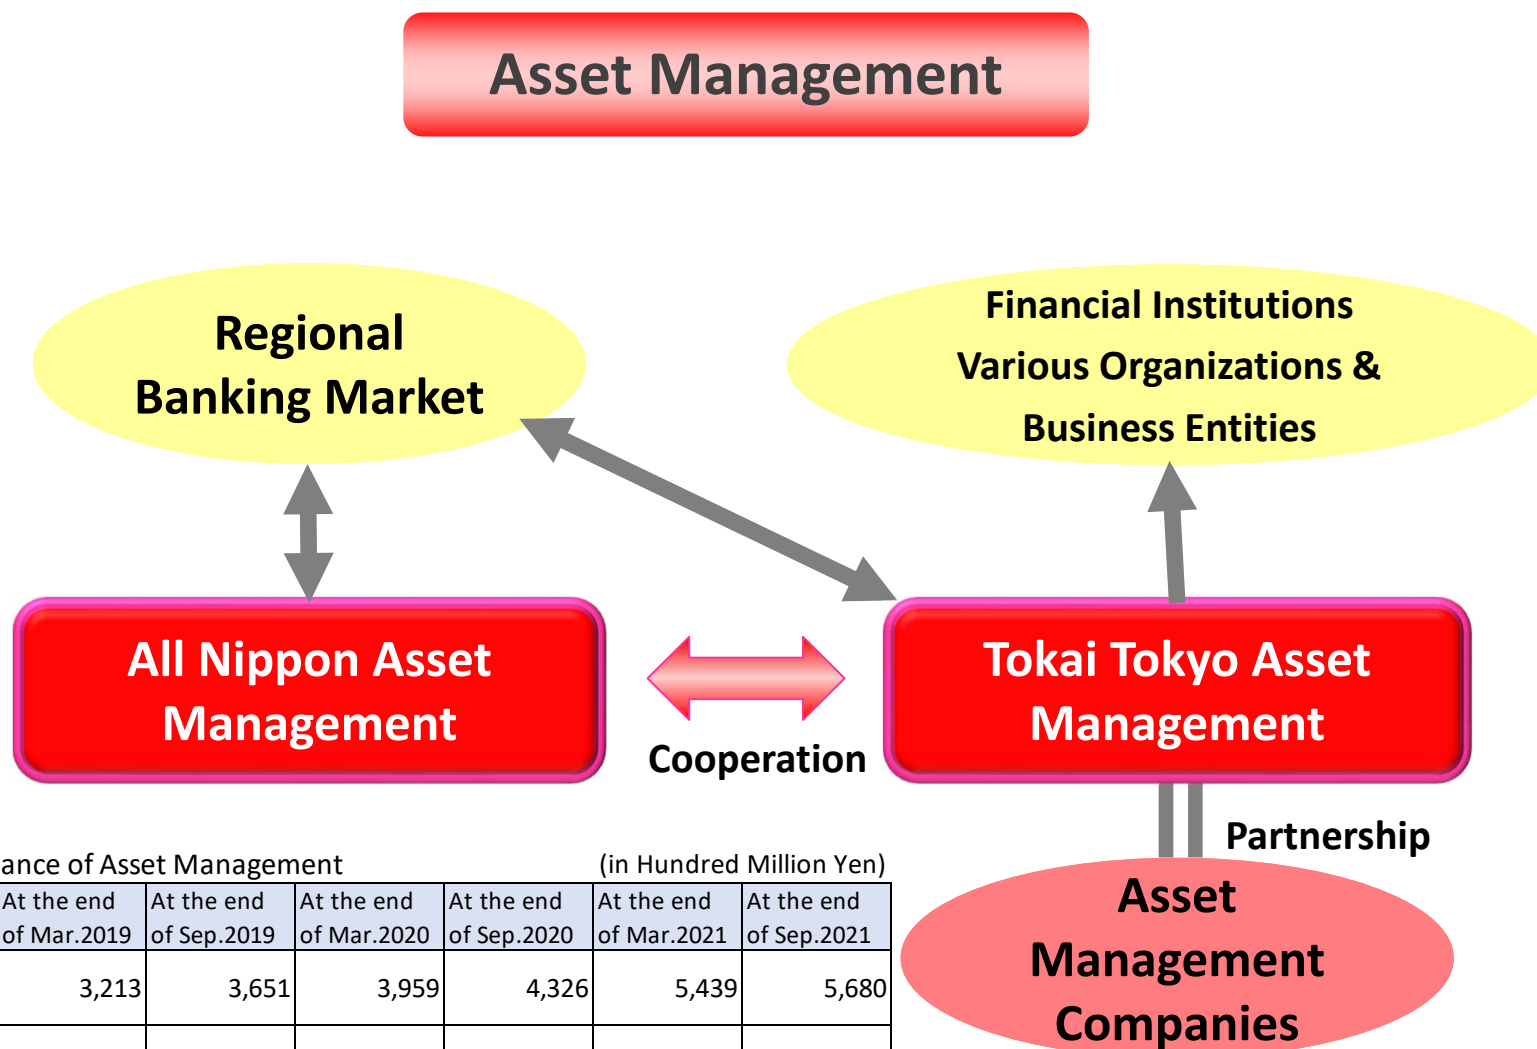 Asset Management
Regional
Banking Market
Financial Institutions
Various Organizations &
Business Entities
All Nippon Asset
Management
Cooperation
Tokai Tokyo Asset
Management
Partnership
Asset
Management
Companies
ance of Asset Management (in Hundred Million Yen)
At the end At the end At the end At the end At the end At the end
of Mar.2019 of Sep.2019 of Mar.2020 of Sep.2020 of Mar.2021 of Sep.2021
3,213 3,651 3,959 4,326 5,439 5,680